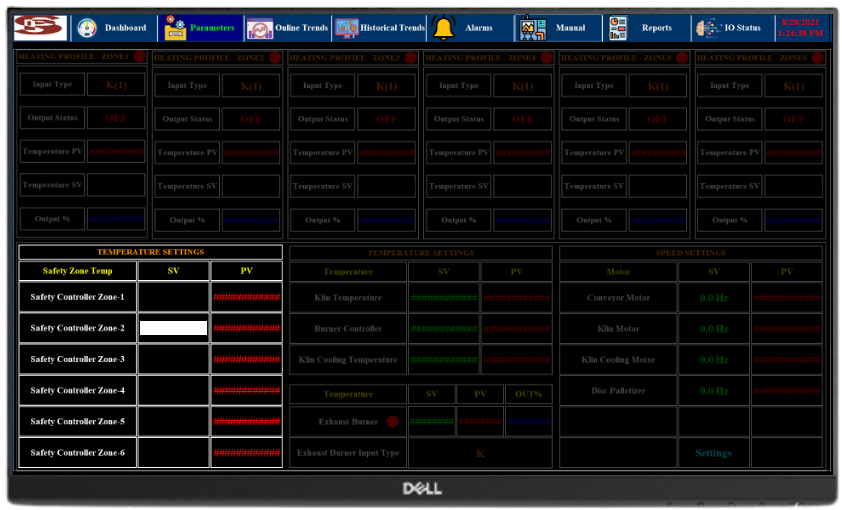 Dashboard Parameters Online Trends Historical Trends Alarms Manual Reports IO Status 8/28/2021
1:24:38 PM
HEATING PROFILE - ZONE1 HEATING PROFILE - ZONE2 HEATING PROFILE - ZONE3 HEATING PROFILE - ZONE4 HEATING PROFILE - ZONE5 HEATING PROFILE - ZONE6
Input Type K(1) Input Type K(1) Input Type K(1) Input Type K(1) Input Type K(1) Input Type K(1)
Output Status OFF Output Status OFF Output Status OFF Output Status OFF Output Status OFF Output Status OFF
Temperature PV ########## Temperature PV ########## Temperature PV ########## Temperature PV ########## Temperature PV ########## Temperature PV ##########
Temperature SV Temperature SV Temperature SV Temperature SV Temperature SV Temperature SV
Output % ########## Output % ########## Output % ########## Output % ########## Output % ########## Output % ##########
TEMPERATURE SETTINGS TEMPERATURE SETTINGS SPEED SETTINGS
Safety Zone Temp SV PV Temperature SV PV Motor SV PV
Safety Controller Zone-1 ############ Klin Temperature ############ ############ Conveyor Motor 0.0 Hz ############
Safety Controller Zone-2 ############ Burner Controller ############ ############ Klin Motor 0.0 Hz ############
Safety Controller Zone-3 ############ Klin Cooling Temperature ############ ############ Klin Cooling Motor 0.0 Hz ############
Safety Controller Zone-4 ############ Temperature SV PV OUT% Disc Palletizer 0.0 Hz ############
Safety Controller Zone-5 ############ Exhaust Burner ######## ######## ########
Safety Controller Zone-6 ############ Exhaust Burner Input Type K Settings
DELL